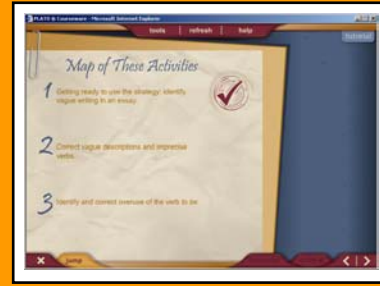 PLATO ® Courseware - Microsoft Internet Explorer
tools refresh help
tutorial
Map of These Activities
1 Getting ready to use the strategy: identify
vague writing in an essay
2 Correct vague descriptions and imprecise
verbs.
3 Identify and correct overuse of the verb to be
jump